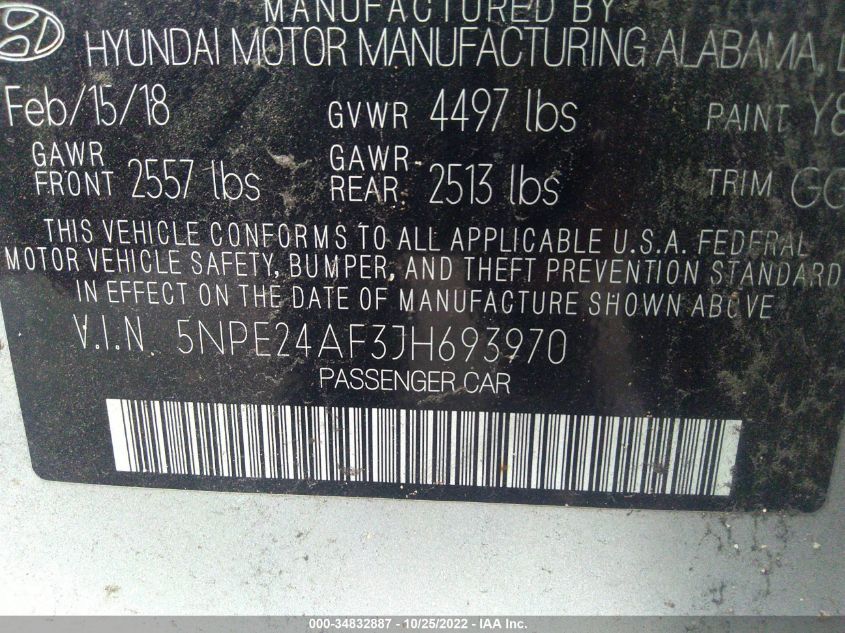 MANUFACTURED BY
HYUNDAI MOTOR MANUFACTURING ALABAMA,
Feb/15/18 GVWR 4497 lbs PAINT Y8
GAWR FRONT 2557 lbs GAWR REAR 2513 lbs TRIM GG
THIS VEHICLE CONFORMS TO ALL APPLICABLE U.S.A. FEDERAL
MOTOR VEHICLE SAFETY, BUMPER, AND THEFT PREVENTION STANDARD
IN EFFECT ON THE DATE OF MANUFACTURE SHOWN ABOVE
V.I.N. 5NPE24AF3JH693970
PASSENGER CAR
000-34832887 - 10/25/2022 - IAA Inc.